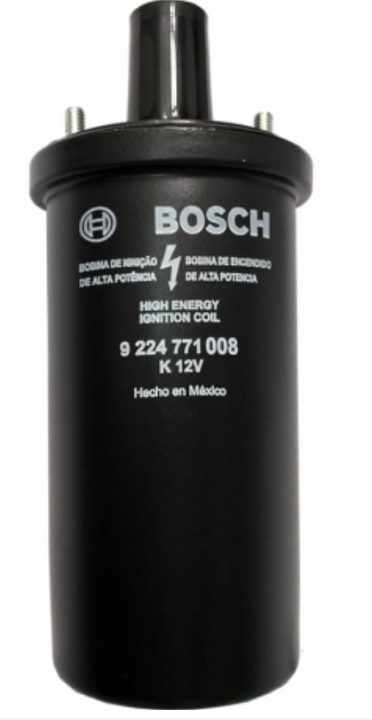 BOSCH
BOBINA DE IGNIÇÃO
DE ALTA POTÊNCIA
BOBINA DE ENCENDIDO
DE ALTA POTENCIA
HIGH ENERGY
IGNITION COIL
9 224 771 008
K 12V
Hecho en México